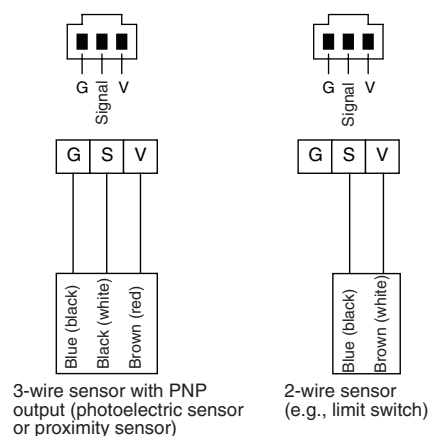 G Signal V
G Signal V
G S V
G S V
Blue (black)
Black (white)
Brown (red)
Blue (black)
Brown (white)
3-wire sensor with PNP
output (photoelectric sensor
or proximity sensor)
2-wire sensor
(e.g., limit switch)